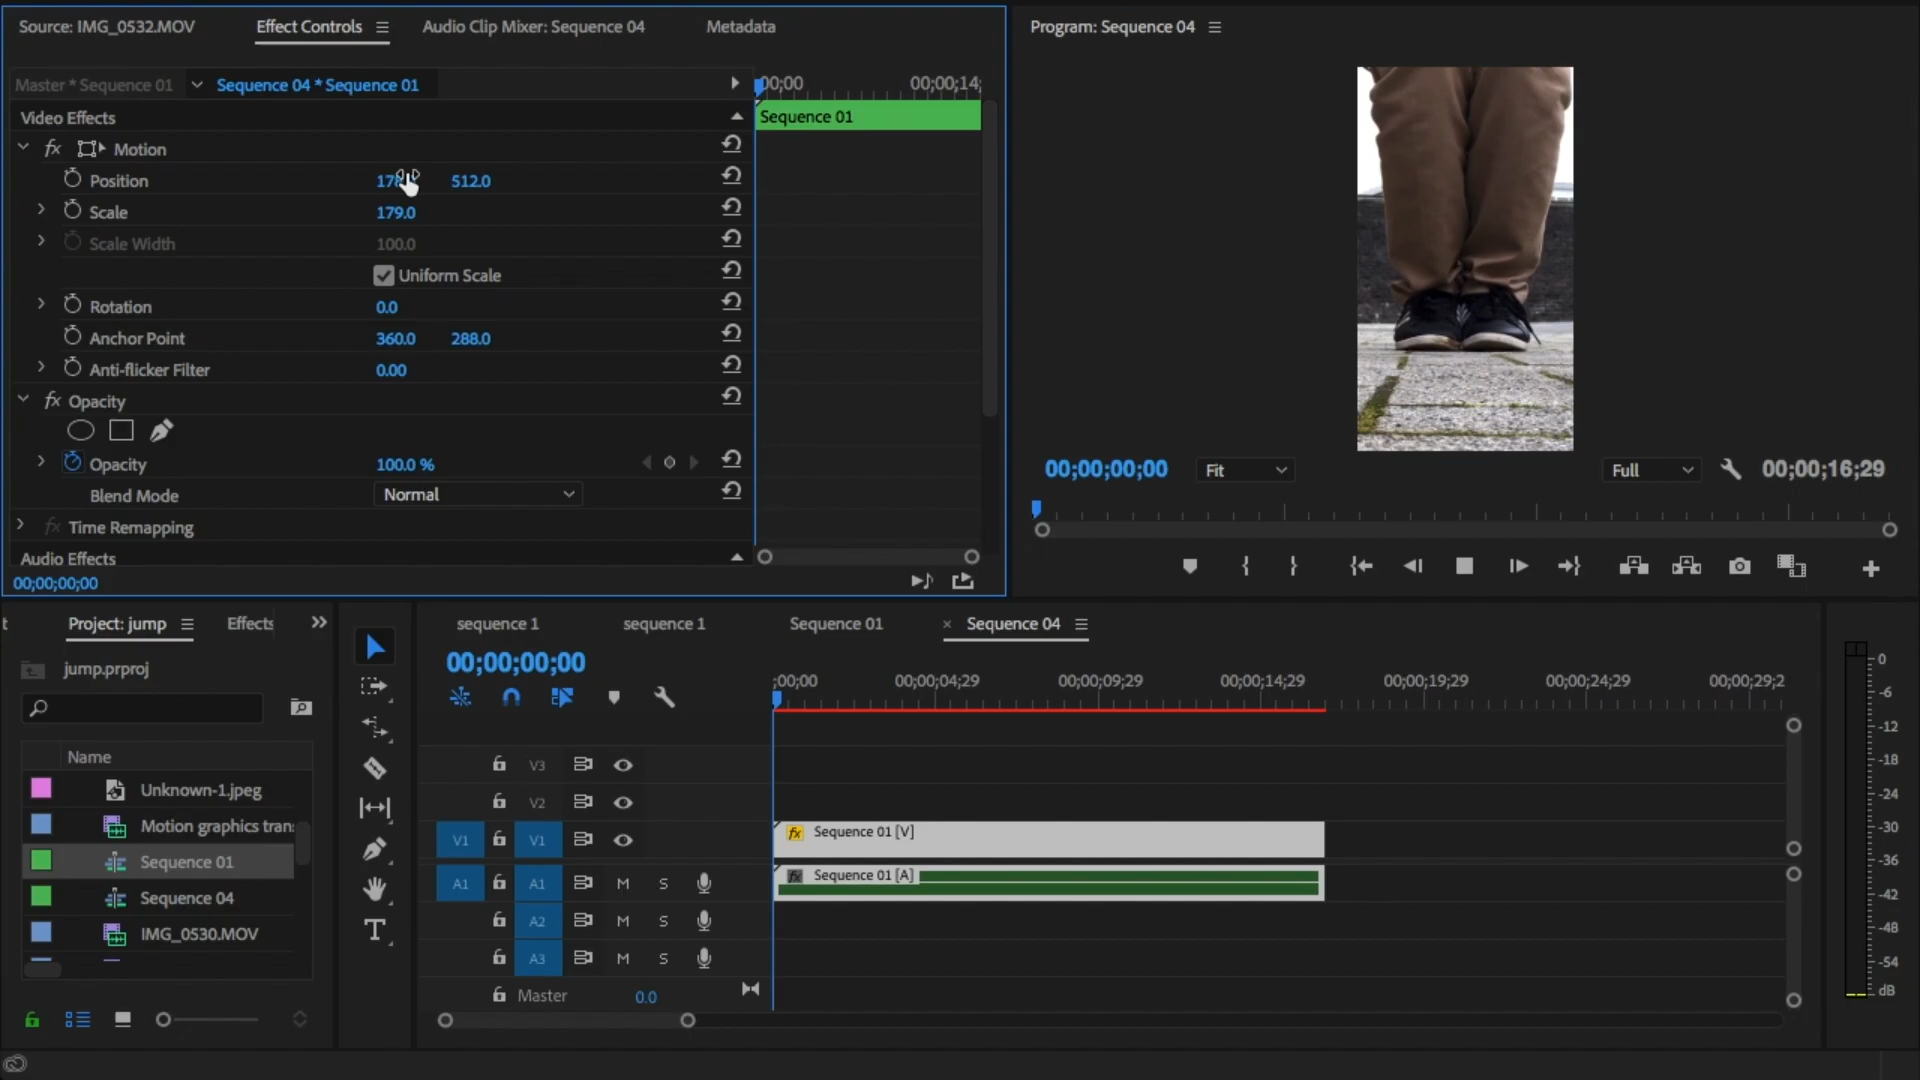 Source: IMG_0532.MOV
Effect Controls
Audio Clip Mixer: Sequence 04
Metadata
Master * Sequence 01
Sequence 04 * Sequence 01
;00;00
00;00;14;
Video Effects
Sequence 01
fx Motion
Position 512.0
Scale 179.0
Scale Width 100.0
Uniform Scale
Rotation 0.0
Anchor Point 360.0 288.0
Anti-flicker Filter 0.00
fx Opacity
Opacity 100.0 %
Blend Mode Normal
fx Time Remapping
Audio Effects
00;00;00;00
Program: Sequence 04
00;00;00;00
Fit
Full
00;00;16;29
Project: jump
Effects
jump.prproj
Name
Unknown-1.jpeg
Motion graphics tran
Sequence 01
Sequence 04
IMG_0530.MOV
T
sequence 1
sequence 1
Sequence 01
× Sequence 04
00;00;00;00
;00;00
00;00;04;29
00;00;09;29
00;00;14;29
00;00;19;29
00;00;24;29
00;00;29;2
V3
V2
V1 V1
fx Sequence 01 [V]
A1 A1 M S
fx Sequence 01 [A]
A2 M S
A3 M S
Master 0.0
0
-6
-12
-18
-24
-30
-36
-42
-48
-54
dB